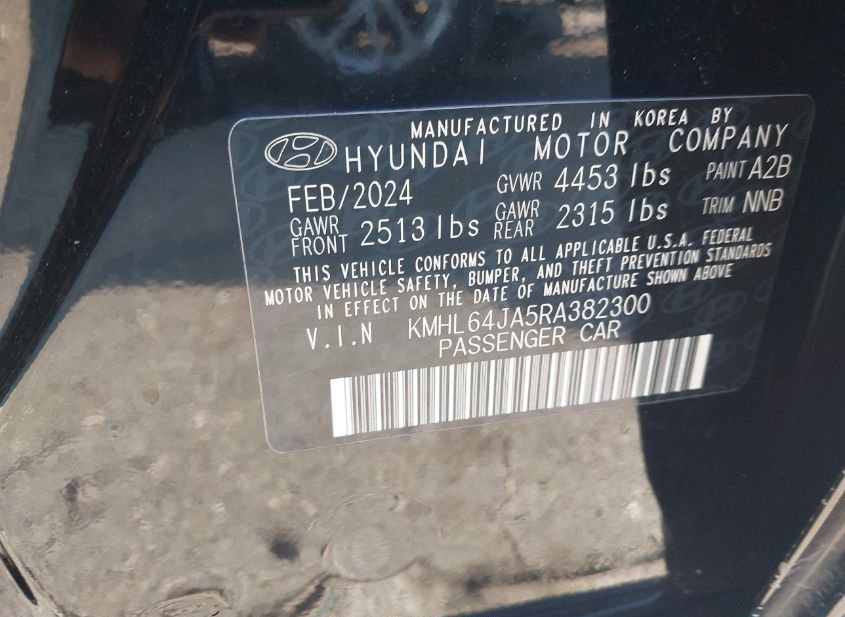 MANUFACTURED IN KOREA BY
HYUNDAI MOTOR COMPANY
FEB/2024 GVWR 4453 lbs PAINT A2B
GAWR FRONT 2513 lbs GAWR REAR 2315 lbs TRIM NNB
THIS VEHICLE CONFORMS TO ALL APPLICABLE U.S.A. FEDERAL
MOTOR VEHICLE SAFETY, BUMPER, AND THEFT PREVENTION STANDARDS
IN EFFECT ON THE DATE OF MANUFACTURE SHOWN ABOVE
V.I.N KMHL64JA5RA382300
PASSENGER CAR